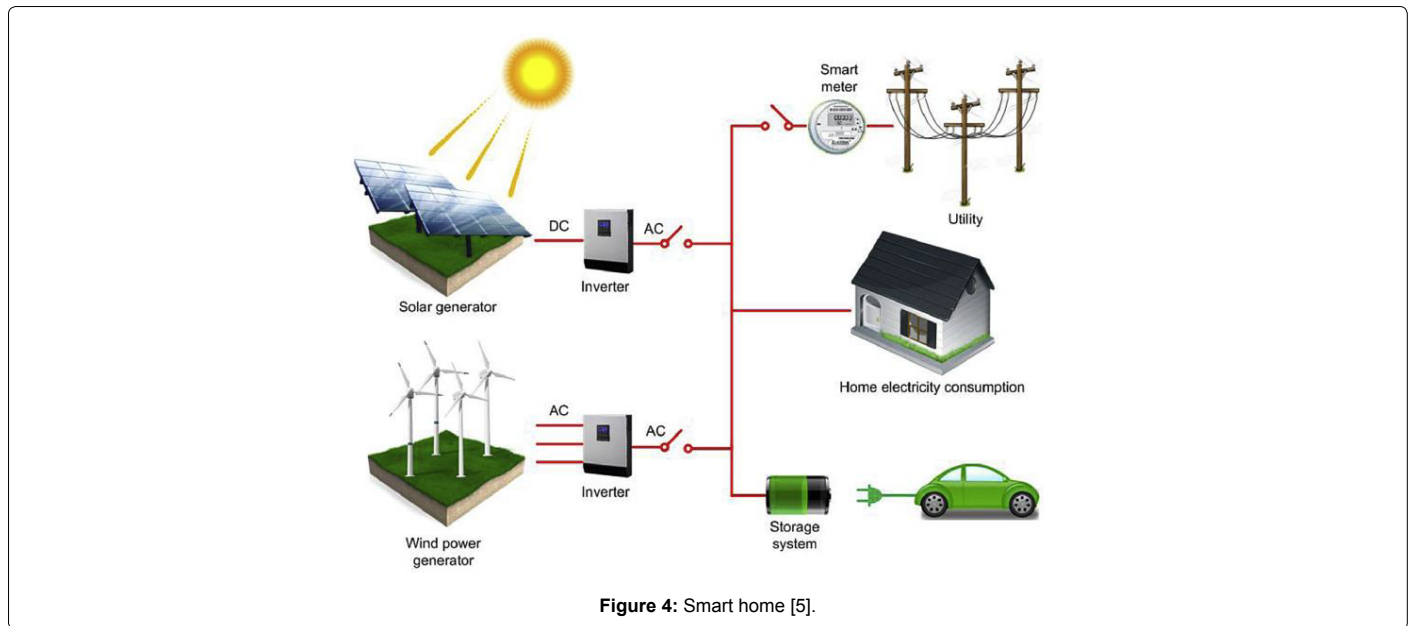 Smart
meter
Utility
DC
AC
Inverter
Solar generator
Home electricity consumption
AC
AC
Inverter
Wind power
generator
Storage
system
Figure 4: Smart home [5].